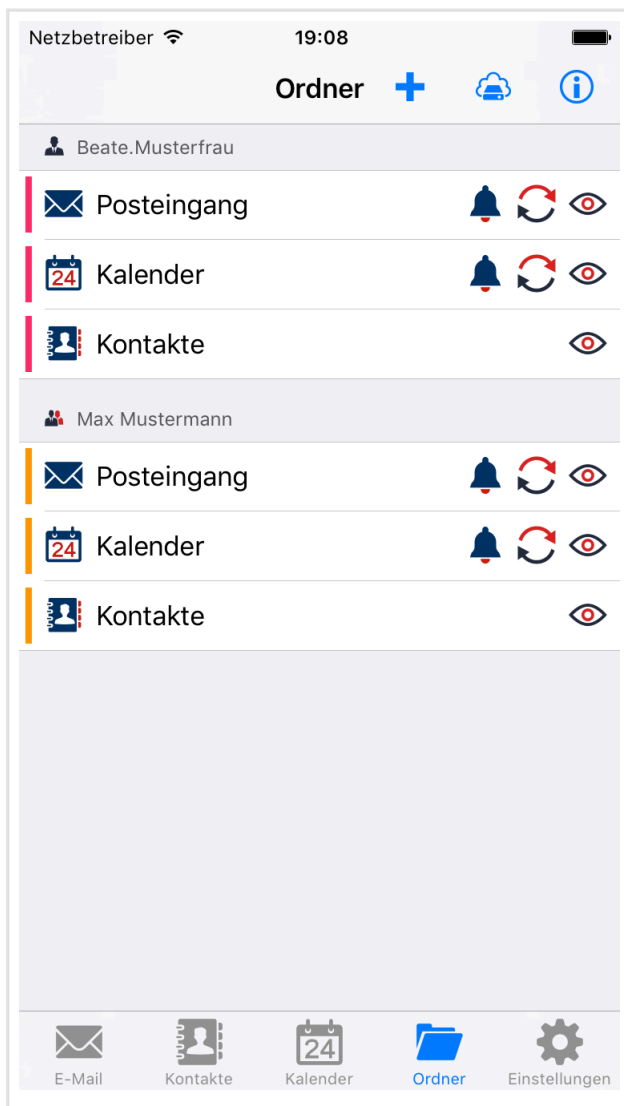 Netzbetreiber 19:08
Ordner
Beate.Musterfrau
Posteingang
24 Kalender
Kontakte
Max Mustermann
Posteingang
24 Kalender
Kontakte
24
E-Mail Kontakte Kalender Ordner Einstellungen